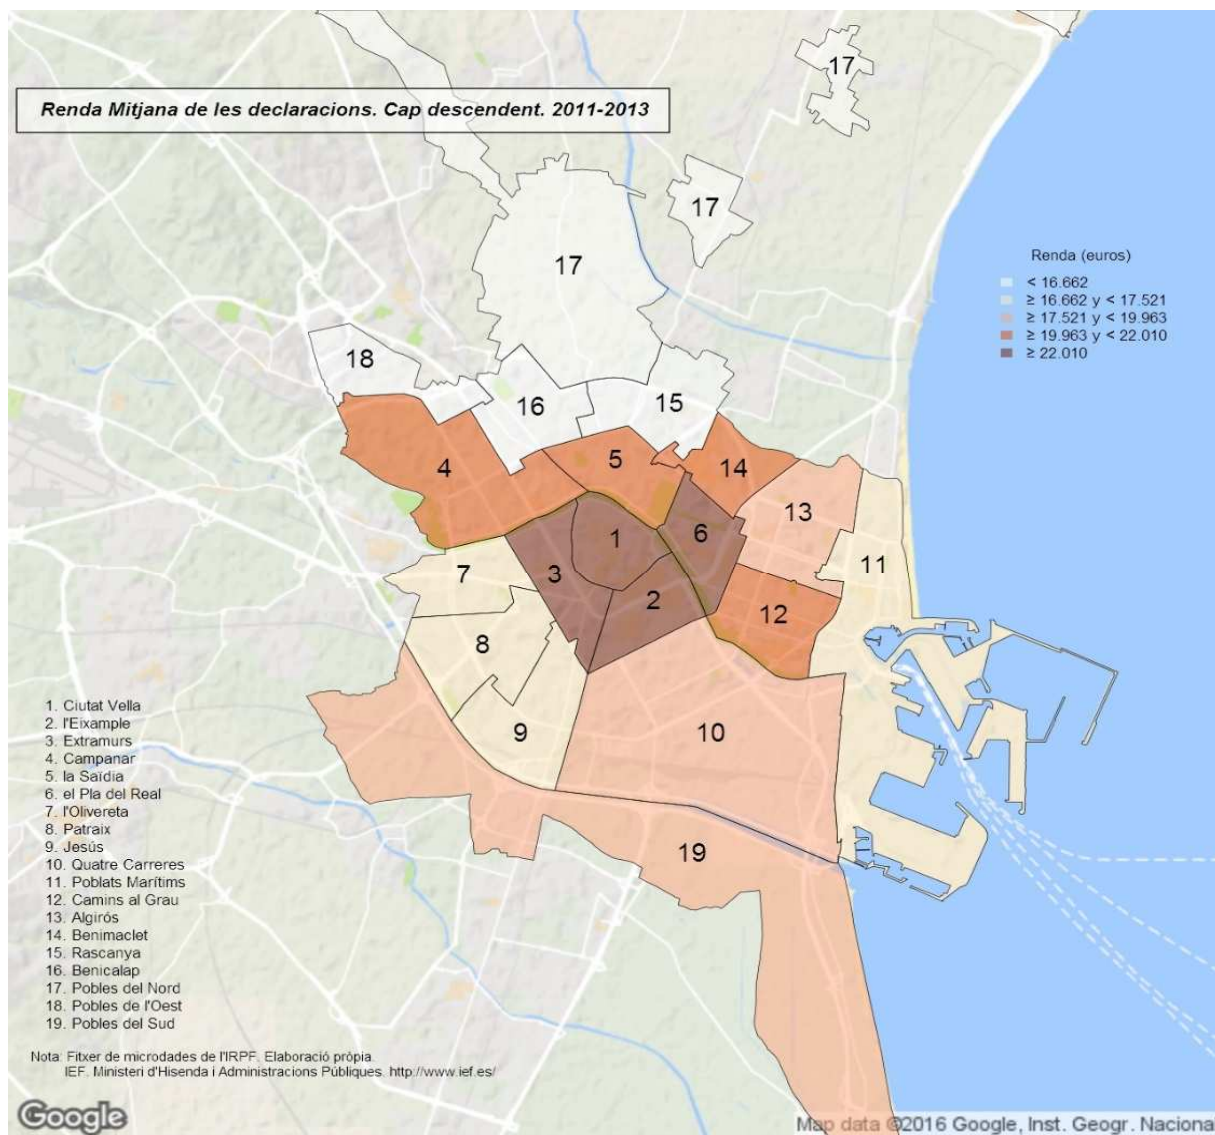 17
Renda Mitjana de les declaracions. Cap descendent. 2011-2013
17
17
Renda (euros)
< 16.662
≥ 16.662 y < 17.521
≥ 17.521 y < 19.963
≥ 19.963 y < 22.010
≥ 22.010
18
16
15
4
5
14
13
1
6
3
11
7
2
12
8
9
10
19
1. Ciutat Vella
2. l'Eixample
3. Extramurs
4. Campanar
5. la Saïdia
6. el Pla del Real
7. l'Olivereta
8. Patraix
9. Jesús
10. Quatre Carreres
11. Poblats Marítims
12. Camins al Grau
13. Algirós
14. Benimaclet
15. Rascanya
16. Benicalap
17. Pobles del Nord
18. Pobles de l'Oest
19. Pobles del Sud
Nota: Fitxer de microdades de l'IRPF. Elaboració própia.
IEF. Ministeri d'Hisenda i Administracions Públiques. http://www.ief.es/
Google
Map data ©2016 Google, Inst. Geogr. Naciona